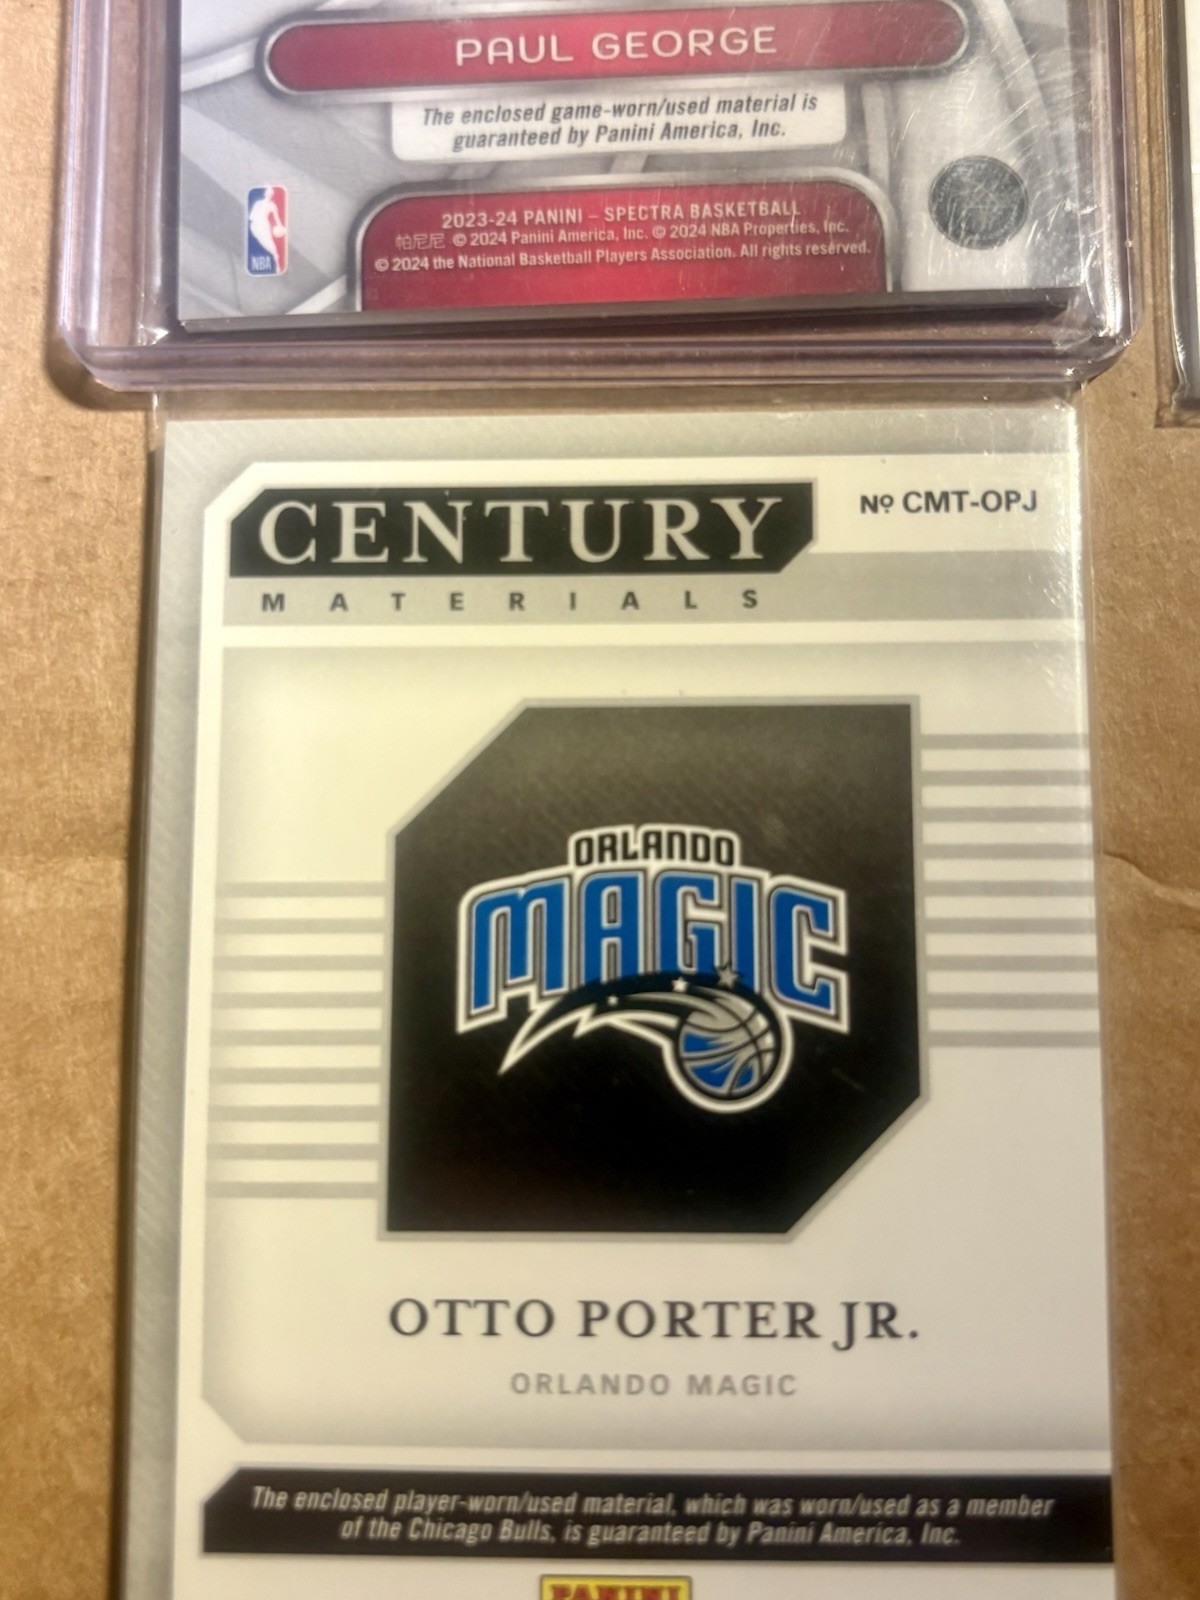 PAUL GEORGE
The enclosed game-worn/used material is
guaranteed by Panini America, Inc.
NBA
2023-24 PANINI – SPECTRA BASKETBALL
帕尼尼 © 2024 Panini America, Inc. © 2024 NBA Properties, Inc.
© 2024 the National Basketball Players Association. All rights reserved.
CENTURY
MATERIALS
Nº CMT-OPJ
ORLANDO
MAGIC
OTTO PORTER JR.
ORLANDO MAGIC
The enclosed player-worn/used material, which was worn/used as a member
of the Chicago Bulls, is guaranteed by Panini America, Inc.
PANINI